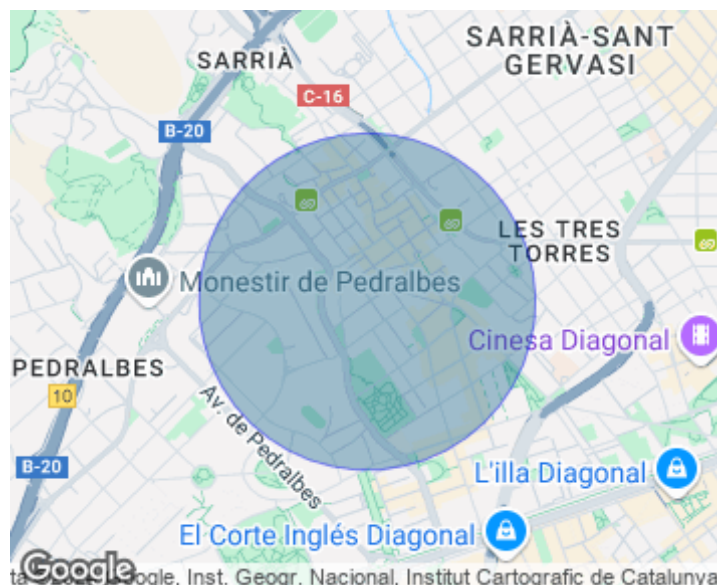 SARRIÀ-SANT
GERVASI
SARRIÀ
C-16
B-20
LES TRES
TORRES
Monestir de Pedralbes
Cinesa Diagonal
PEDRALBES
10
Av. de Pedralbes
B-20
L'illa Diagonal
El Corte Inglés Diagonal
Google
Inst. Geogr. Nacional, Institut Cartogràfic de Catalunya